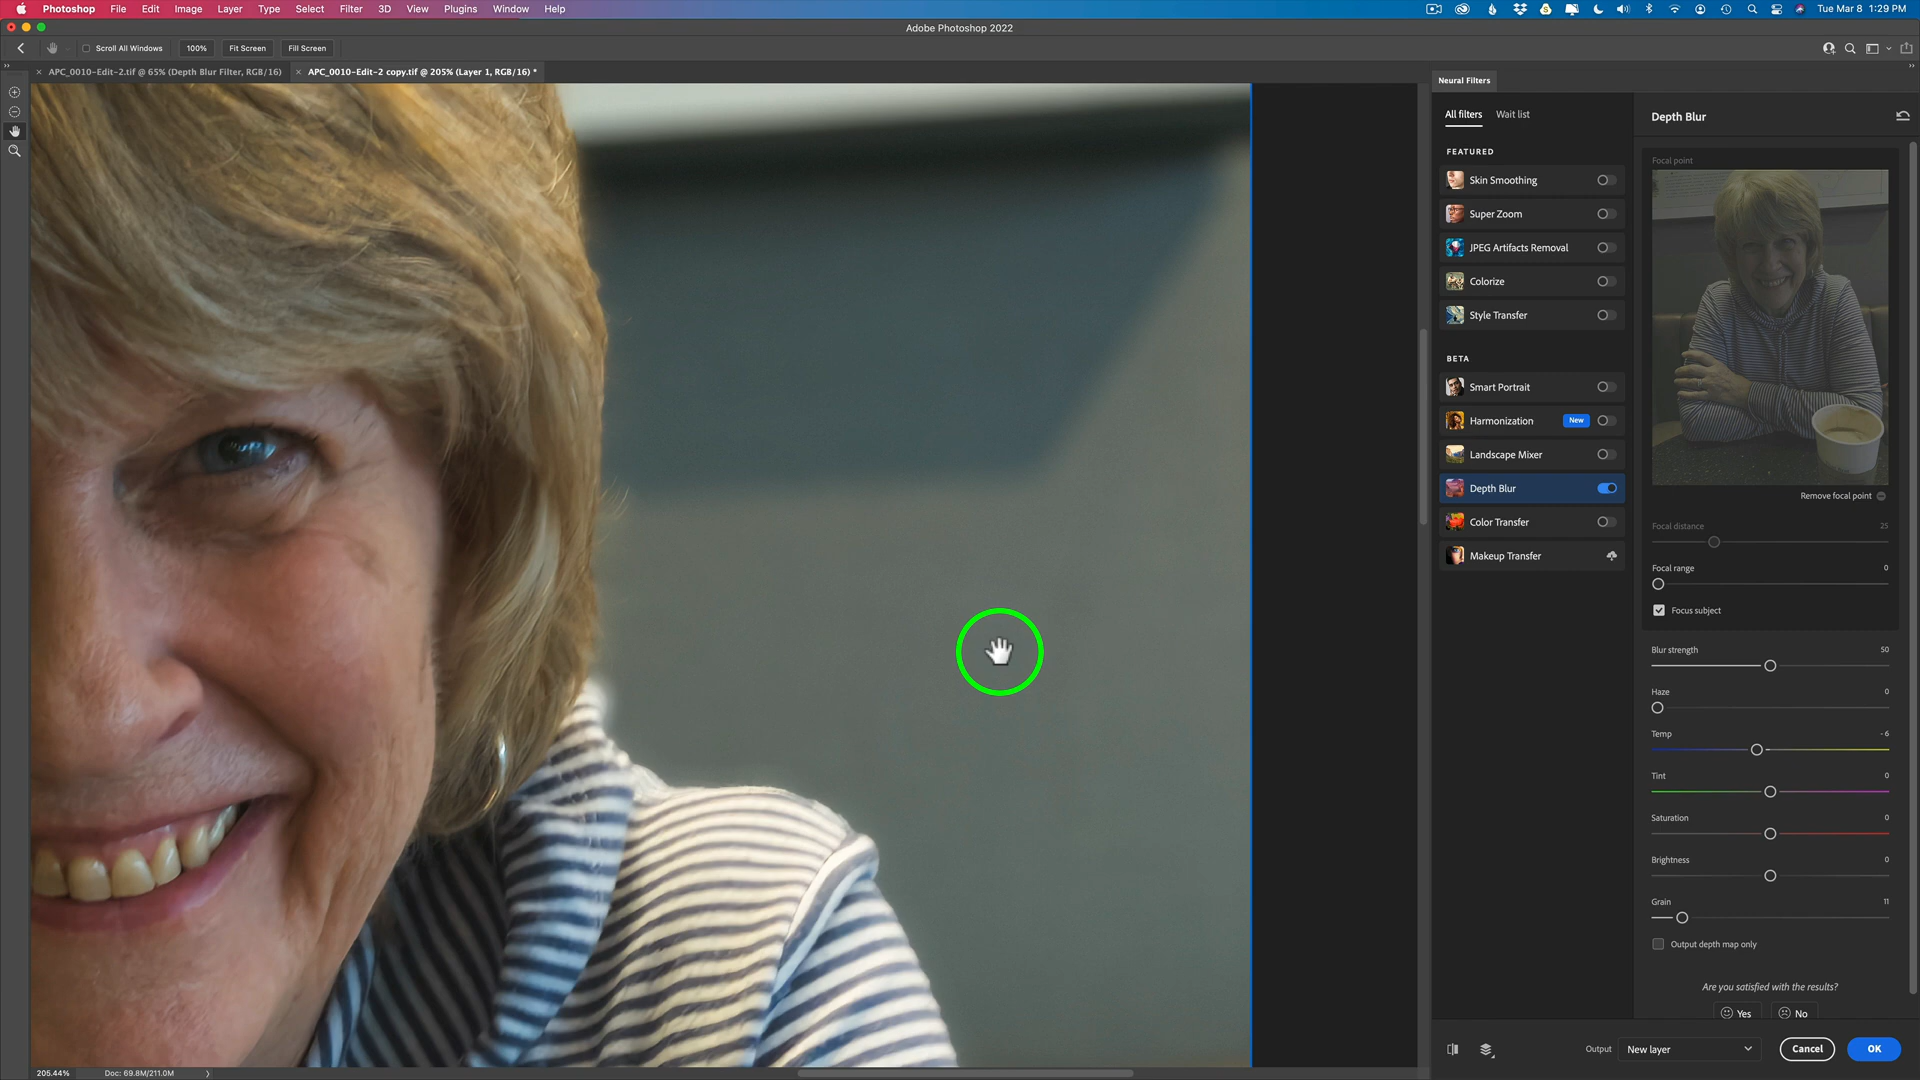 Photoshop File Edit Image Layer Type Select Filter 3D View Plugins Window Help Tue Mar 8 1:29 PM
Adobe Photoshop 2022
Scroll All Windows 100% Fit Screen Fill Screen
APC_0010-Edit-2.tif @ 65% (Depth Blur Filter, RGB/16) APC_0010-Edit-2 copy.tif @ 205% (Layer 1, RGB/16) *
Neural Filters
All filters Wait list
FEATURED
Skin Smoothing
Super Zoom
JPEG Artifacts Removal
Colorize
Style Transfer
BETA
Smart Portrait
Harmonization New
Landscape Mixer
Depth Blur
Color Transfer
Makeup Transfer
Depth Blur
Focal point
Remove focal point
Focal distance 25
Focal range 0
Focus subject
Blur strength 50
Haze 0
Temp -6
Tint 0
Saturation 0
Brightness 0
Grain 11
Output depth map only
Are you satisfied with the results?
Yes No
Output New layer Cancel OK
205.44% Doc: 69.8M/211.0M